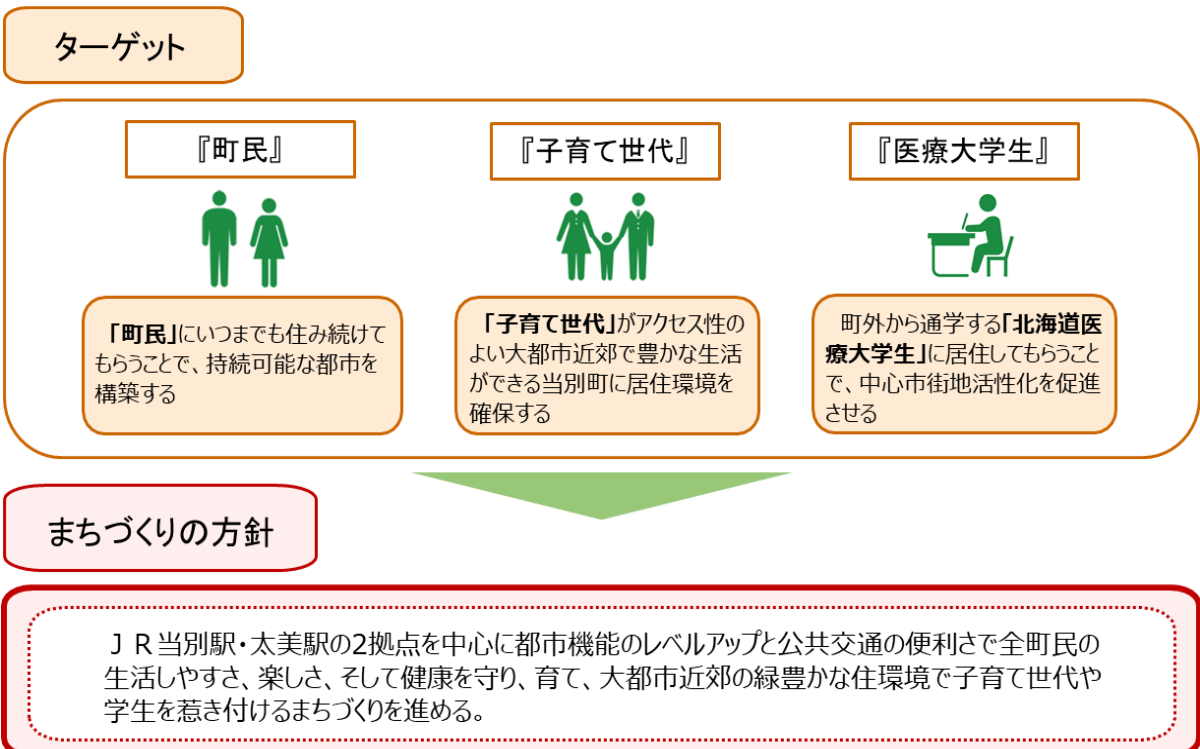 ターゲット
『町民』
「町民」にいつまでも住み続けて
もらうことで、持続可能な都市を
構築する
『子育て世代』
「子育て世代」がアクセス性の
よい大都市近郊で豊かな生活
ができる当別町に居住環境を
確保する
『医療大学生』
町外から通学する「北海道医
療大学生」に居住してもらうこと
で、中心市街地活性化を促進
させる
まちづくりの方針
ＪＲ当別駅・太美駅の2拠点を中心に都市機能のレベルアップと公共交通の便利さで全町民の
生活しやすさ、楽しさ、そして健康を守り、育て、大都市近郊の緑豊かな住環境で子育て世代や
学生を惹き付けるまちづくりを進める。